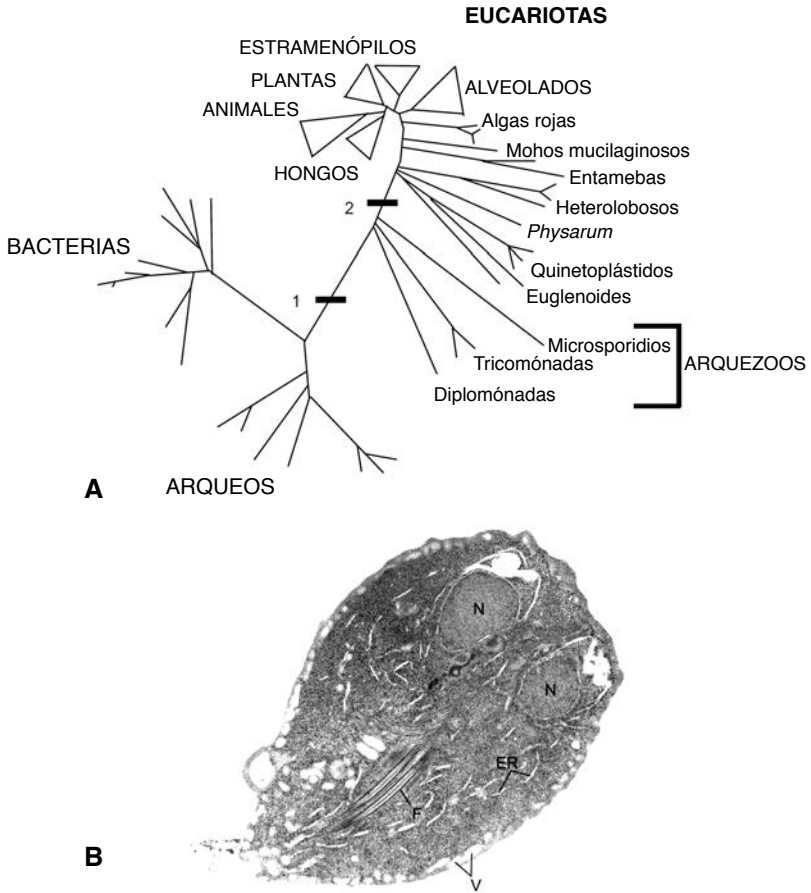 EUCARIOTAS
ESTRAMENÓPILOS
PLANTAS
ALVEOLADOS
ANIMALES
Algas rojas
Mohos mucilaginosos
HONGOS
Entamebas
2
Heterolobosos
Physarum
BACTERIAS
Quinetoplástidos
Euglenoides
1
Microsporidios
Tricomónadas
ARQUEZOOS
Diplomónadas
A
ARQUEOS
N
N
ER
F
B
V